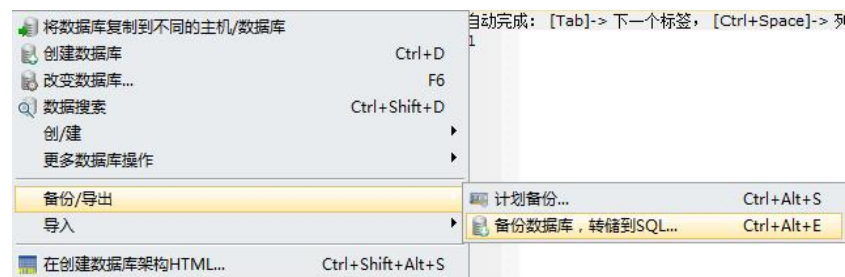 将数据库复制到不同的主机/数据库
自动完成: [Tab]-> 下一个标签, [Ctrl+Space]-> 列
1
创建数据库 Ctrl+D
改变数据库... F6
数据搜索 Ctrl+Shift+D
创/建
更多数据库操作
备份/导出
计划备份... Ctrl+Alt+S
导入
备份数据库，转储到SQL... Ctrl+Alt+E
在创建数据库架构HTML... Ctrl+Shift+Alt+S